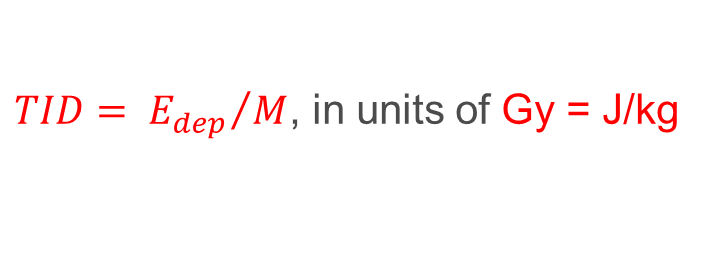 TID = E_dep/M, in units of Gy = J/kg